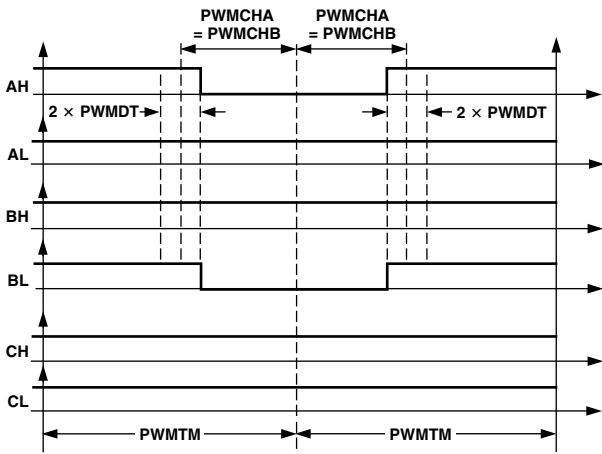 PWMCHA
= PWMCHB
PWMCHA
= PWMCHB
AH
2 × PWMDT
2 × PWMDT
AL
BH
BL
CH
CL
PWMTM
PWMTM